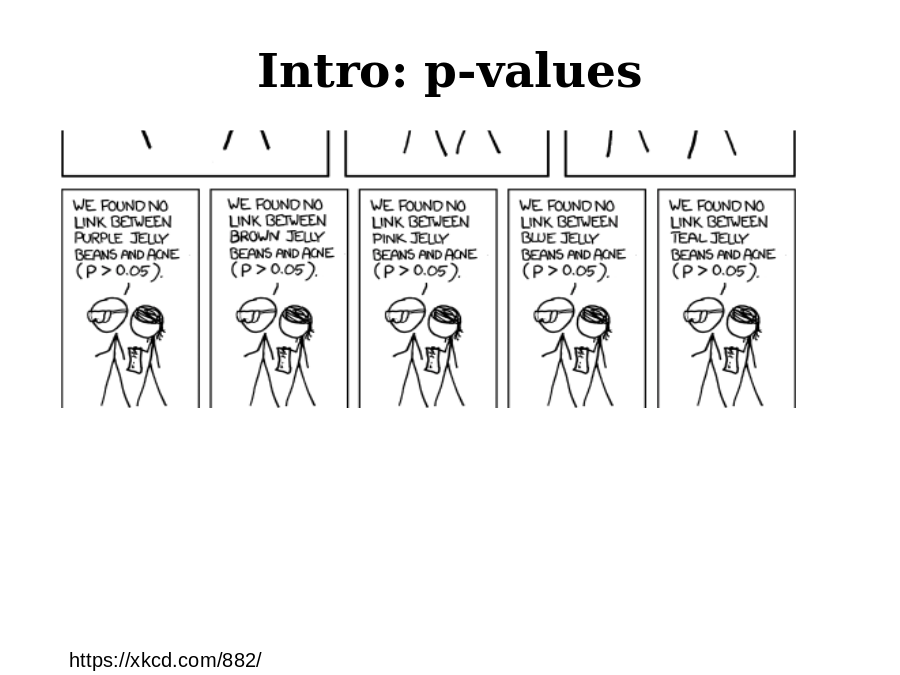 Intro: p-values
WE FOUND NO
LINK BETWEEN
PURPLE JELLY
BEANS AND ACNE
(P > 0.05).
WE FOUND NO
LINK BETWEEN
BROWN JELLY
BEANS AND ACNE
(P > 0.05).
WE FOUND NO
LINK BETWEEN
PINK JELLY
BEANS AND ACNE
(P > 0.05).
WE FOUND NO
LINK BETWEEN
BLUE JELLY
BEANS AND ACNE
(P > 0.05).
WE FOUND NO
LINK BETWEEN
TEAL JELLY
BEANS AND ACNE
(P > 0.05).
https://xkcd.com/882/